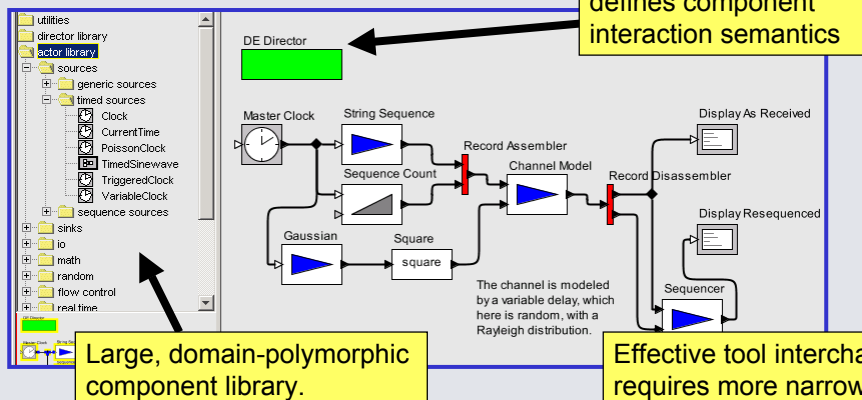 defines component
interaction semantics
utilities
director library
actor library
sources
generic sources
timed sources
Clock
CurrentTime
PoissonClock
TimedSinewave
TriggeredClock
VariableClock
sequence sources
sinks
io
math
random
flow control
real time
DE Director
Master Clock
String Sequence
Sequence Count
Record Assembler
Channel Model
Record Disassembler
Display As Received
Display Resequenced
Gaussian
Square
square
Sequencer
The channel is modeled
by a variable delay, which
here is random, with a
Rayleigh distribution.
Large, domain-polymorphic
component library.
Effective tool
requires more narrow